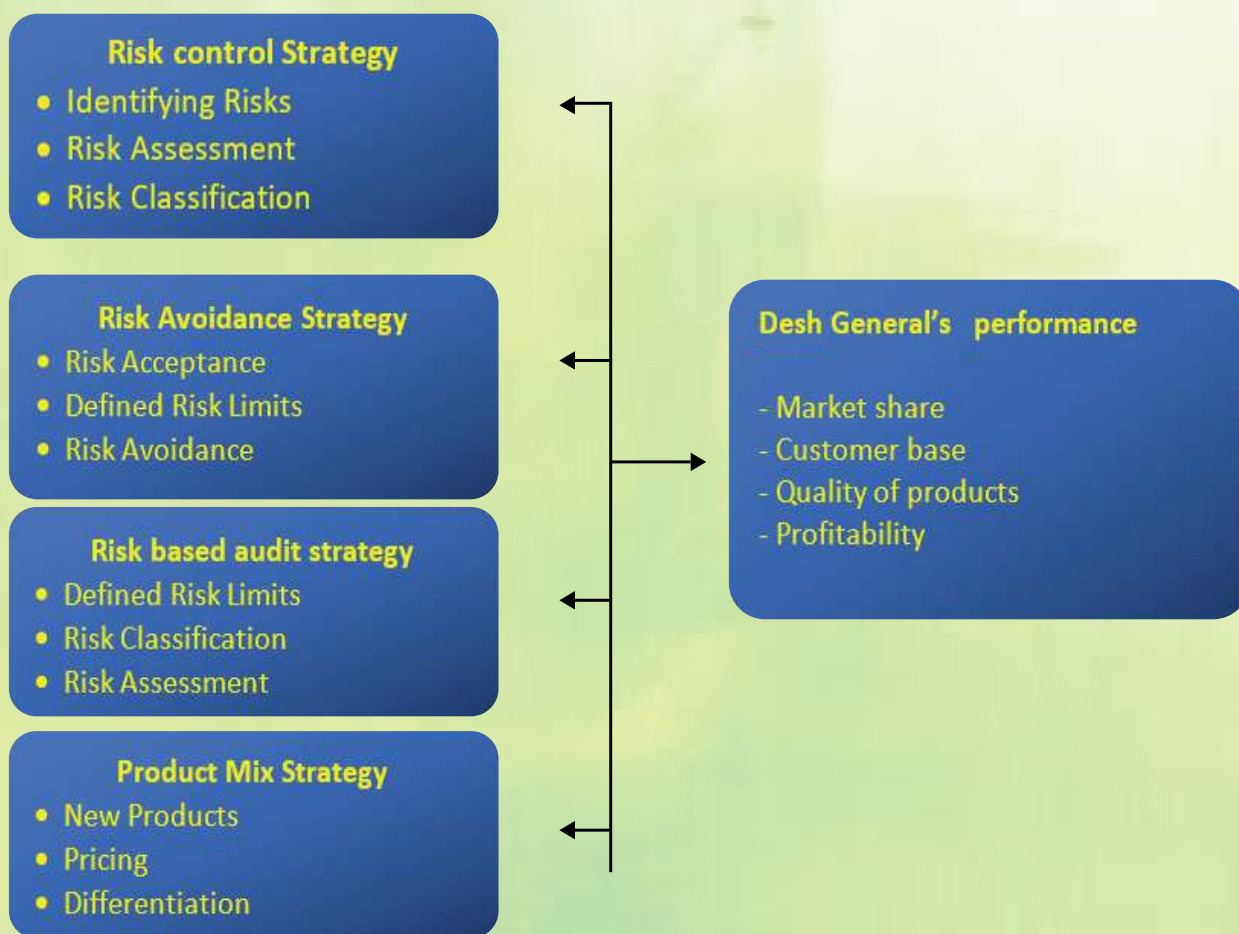 Risk control Strategy
• Identifying Risks
• Risk Assessment
• Risk Classification
Risk Avoidance Strategy
• Risk Acceptance
• Defined Risk Limits
• Risk Avoidance
Risk based audit strategy
• Defined Risk Limits
• Risk Classification
• Risk Assessment
Product Mix Strategy
• New Products
• Pricing
• Differentiation
Desh General’s performance
- Market share
- Customer base
- Quality of products
- Profitability